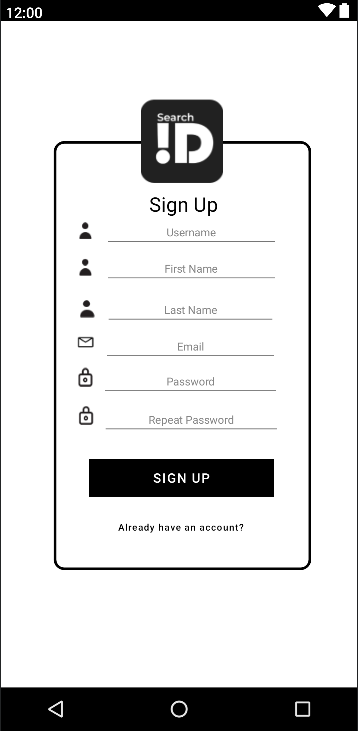 12:00
Search
!D
Sign Up
Username
First Name
Last Name
Email
Password
Repeat Password
SIGN UP
Already have an account?